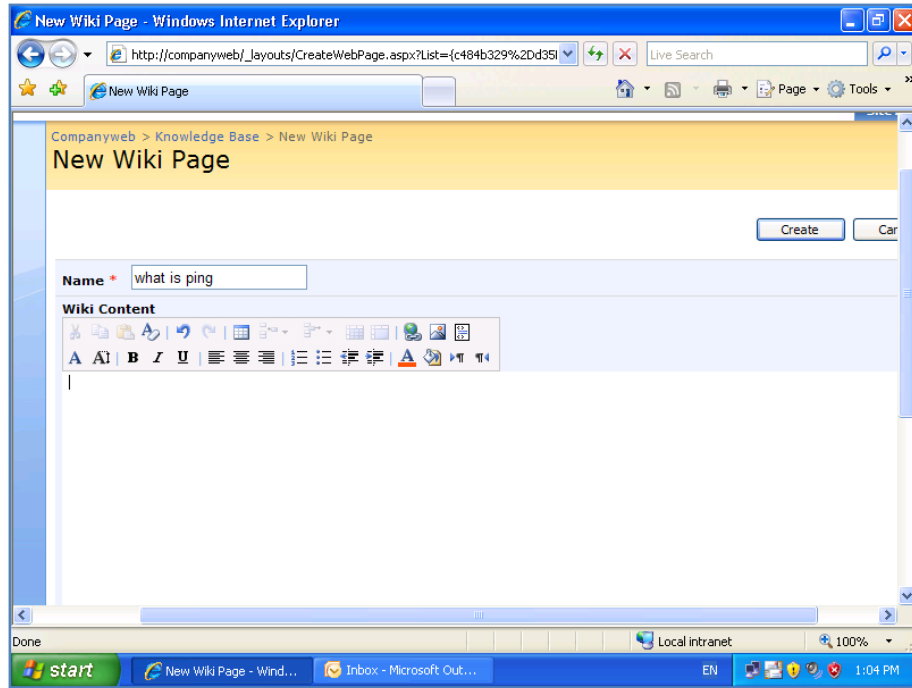 New Wiki Page - Windows Internet Explorer
http://companyweb/_layouts/CreateWebPage.aspx?List={c484b329%2Dd35
Live Search
New Wiki Page
Page
Tools
Companyweb > Knowledge Base > New Wiki Page
New Wiki Page
Create
Name *
what is ping
Wiki Content
Done
Local intranet
100%
start
New Wiki Page - Wind...
Inbox - Microsoft Out...
EN
1:04 PM